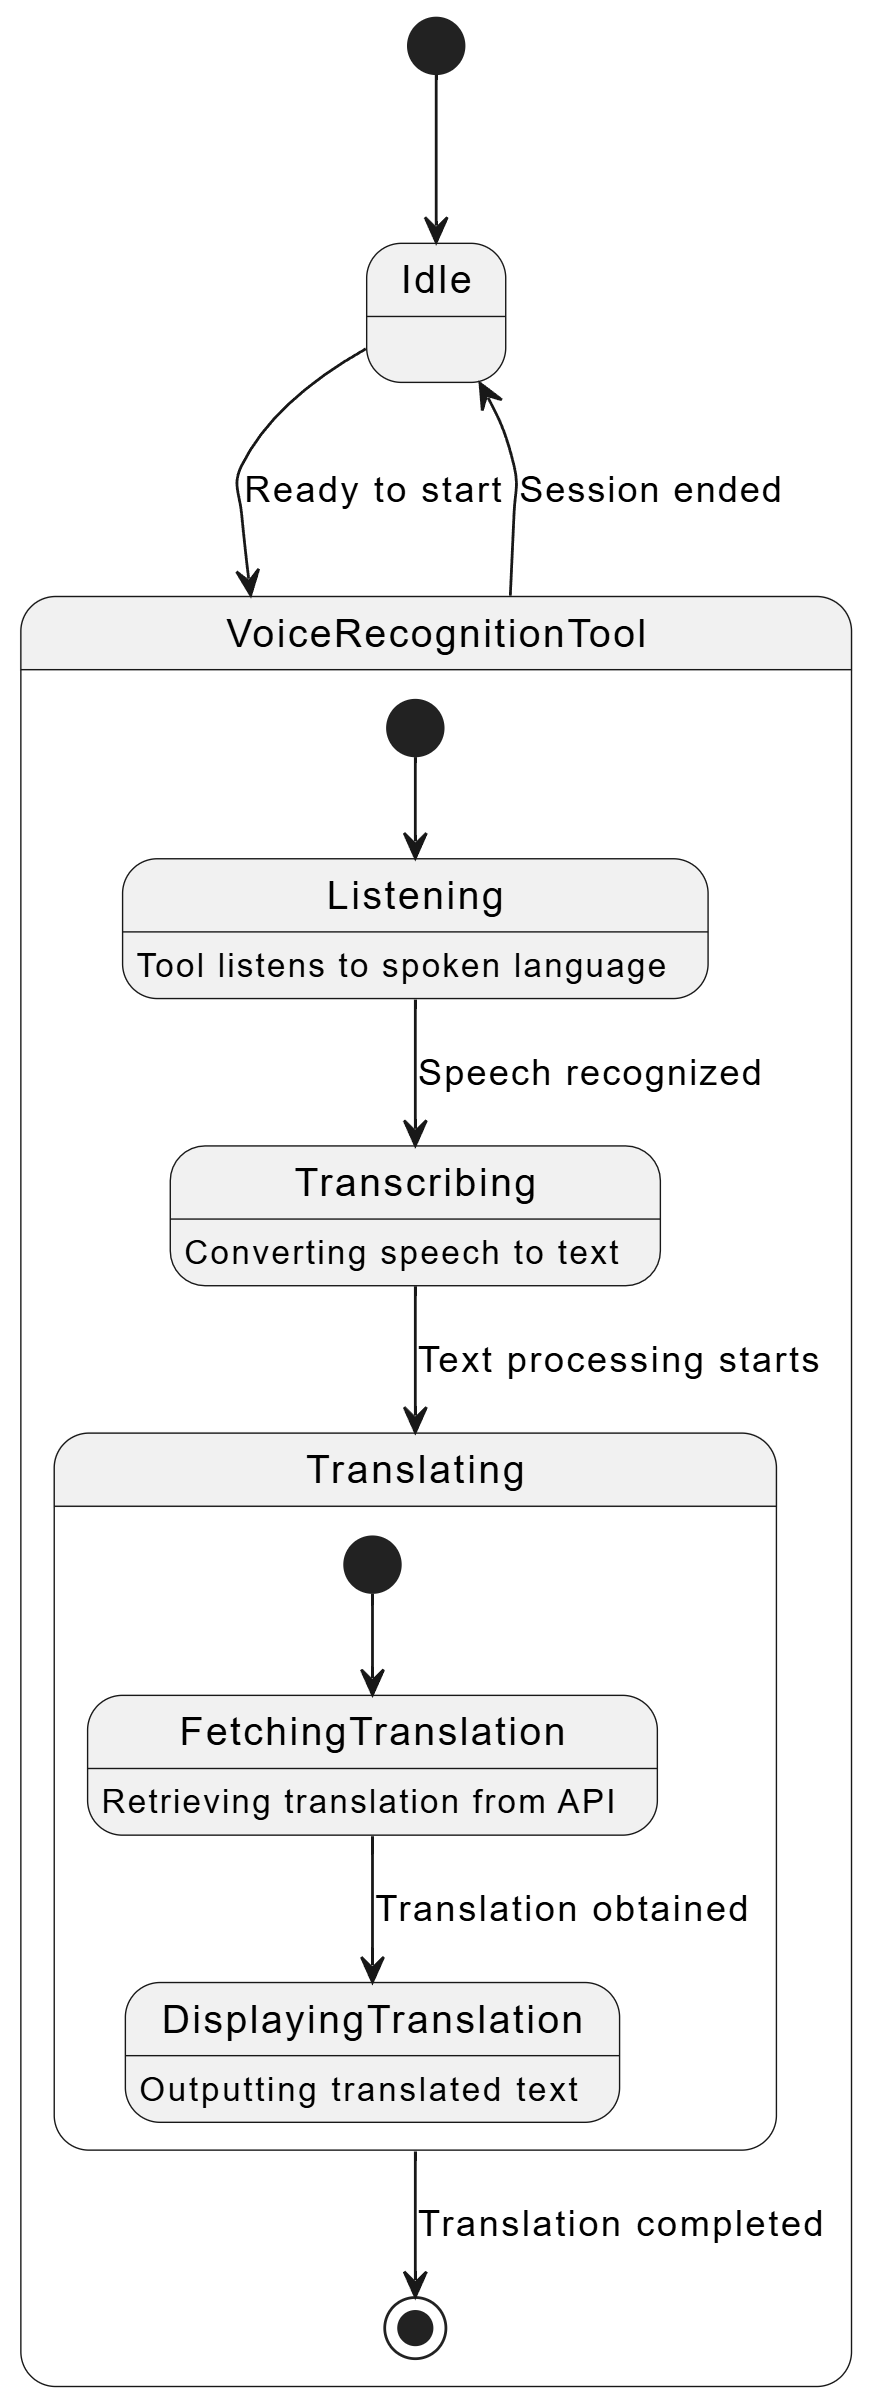 Idle
Ready to start
Session ended
VoiceRecognitionTool
Listening
Tool listens to spoken language
Speech recognized
Transcribing
Converting speech to text
Text processing starts
Translating
FetchingTranslation
Retrieving translation from API
Translation obtained
DisplayingTranslation
Outputting translated text
Translation completed